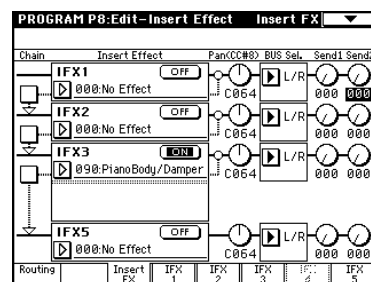 PROGRAM P8:Edit-Insert Effect Insert FX
Chain Insert Effect Pan(CC#8) BUS Sel. Send1 Send2
IFX1 OFF
000:No Effect C064 L/R 000 000
IFX2 OFF
000:No Effect C064 L/R 000 000
IFX3 ON
090:PianoBody/Damper C064 L/R 000 000
IFX5 OFF
000:No Effect C064 L/R 000 000
Routing Insert FX IFX 1 IFX 2 IFX 3 IFX 5